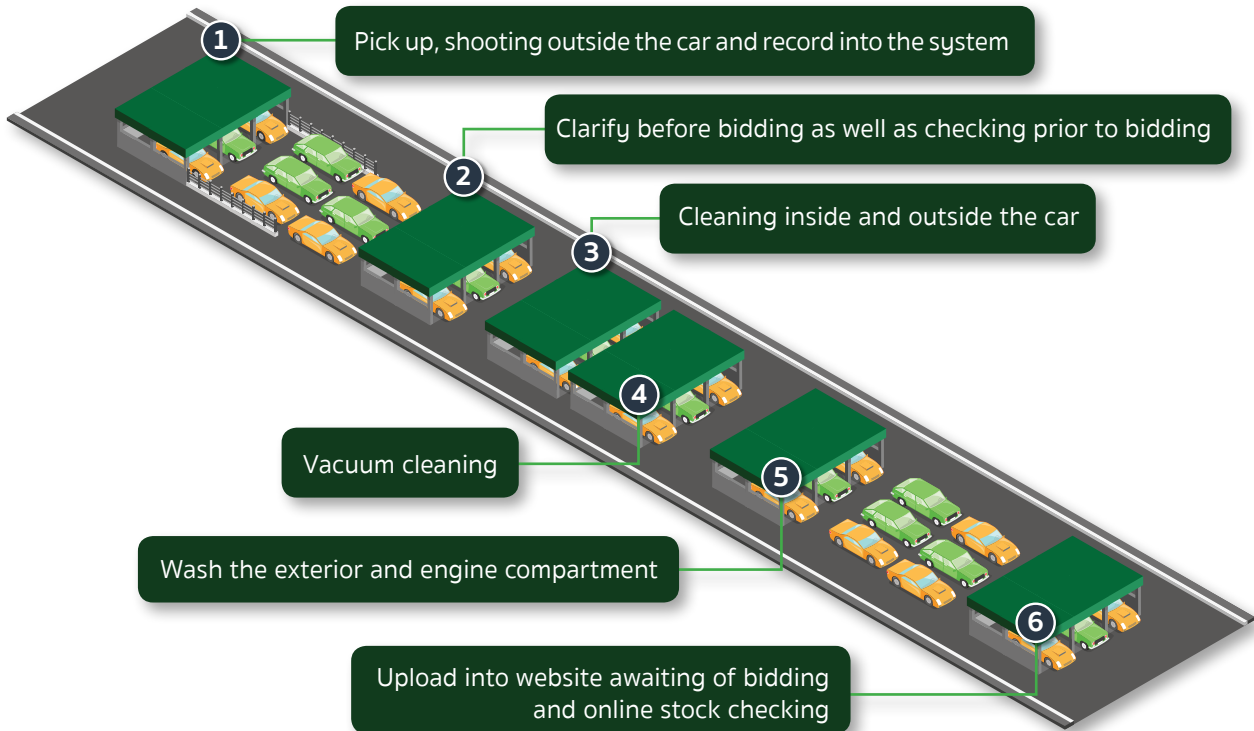 1
Pick up, shooting outside the car and record into the system
2
Clarify before bidding as well as checking prior to bidding
3
Cleaning inside and outside the car
4
Vacuum cleaning
5
Wash the exterior and engine compartment
6
Upload into website awaiting of bidding
and online stock checking